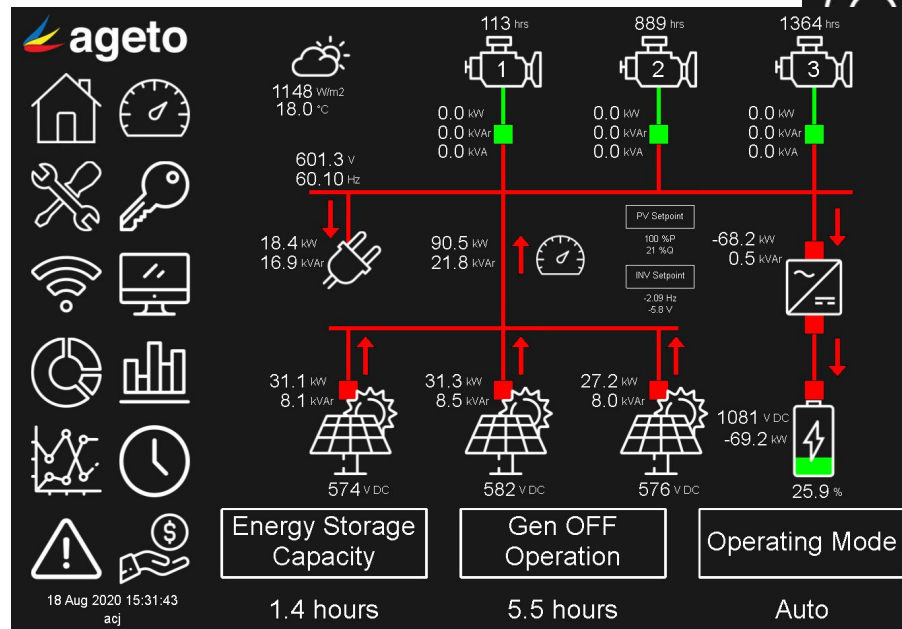 ageto
113 hrs
889 hrs
1364 hrs
1
2
3
1148 W/m2
18.0 °C
0.0 kW
0.0 kVAr
0.0 kVA
0.0 kW
0.0 kVAr
0.0 kVA
0.0 kW
0.0 kVAr
0.0 kVA
601.3 V
60.10 Hz
18.4 kW
16.9 kVAr
90.5 kW
21.8 kVAr
PV Setpoint
100 %P
21 %Q
INV Setpoint
-2.09 Hz
-5.8 V
-68.2 kW
0.5 kVAr
31.1 kW
8.1 kVAr
31.3 kW
8.5 kVAr
27.2 kW
8.0 kVAr
1081 V DC
-69.2 kW
574 V DC
582 V DC
576 V DC
25.9 %
Energy Storage
Capacity
Gen OFF
Operation
Operating Mode
18 Aug 2020 15:31:43
acj
1.4 hours
5.5 hours
Auto